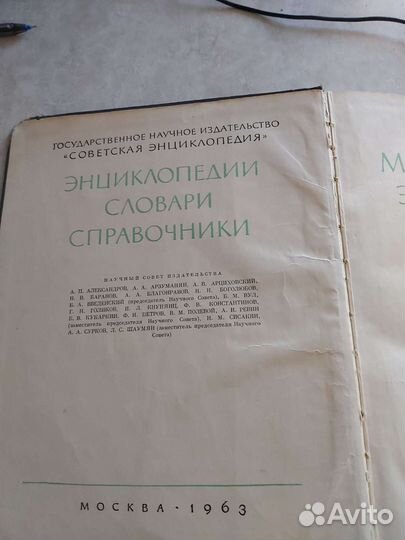 ГОСУДАРСТВЕННОЕ НАУЧНОЕ ИЗДАТЕЛЬСТВО
«СОВЕТСКАЯ ЭНЦИКЛОПЕДИЯ»
ЭНЦИКЛОПЕДИИ
СЛОВАРИ
СПРАВОЧНИКИ
НАУЧНЫЙ СОВЕТ ИЗДАТЕЛЬСТВА
А. П. АЛЕКСАНДРОВ, А. А. АРЗУМАНЯН, А. В. АРЦИХОВСКИЙ,
Н. В. БАРАНОВ, А. А. БЛАГОНРАВОВ, Н. Н. БОГОЛЮБОВ,
Б. А. ВВЕДЕНСКИЙ (председатель Научного Совета), Б. М. ВУЛ,
Г. Н. ГОЛИКОВ, И. Л. КНУНЯНЦ, Ф. В. КОНСТАНТИНОВ,
Б. В. КУКАРКИН, Ф. Н. ПЕТРОВ, В. М. ПОЛЕВОЙ, А. И. РЕВИН
(заместитель председателя Научного Совета), Н. М. СИСАКЯН,
А. А. СУРКОВ, Л. С. ШАУМЯН (заместитель председателя Научного
Совета)
МОСКВА · 1963
М
Э
Avito